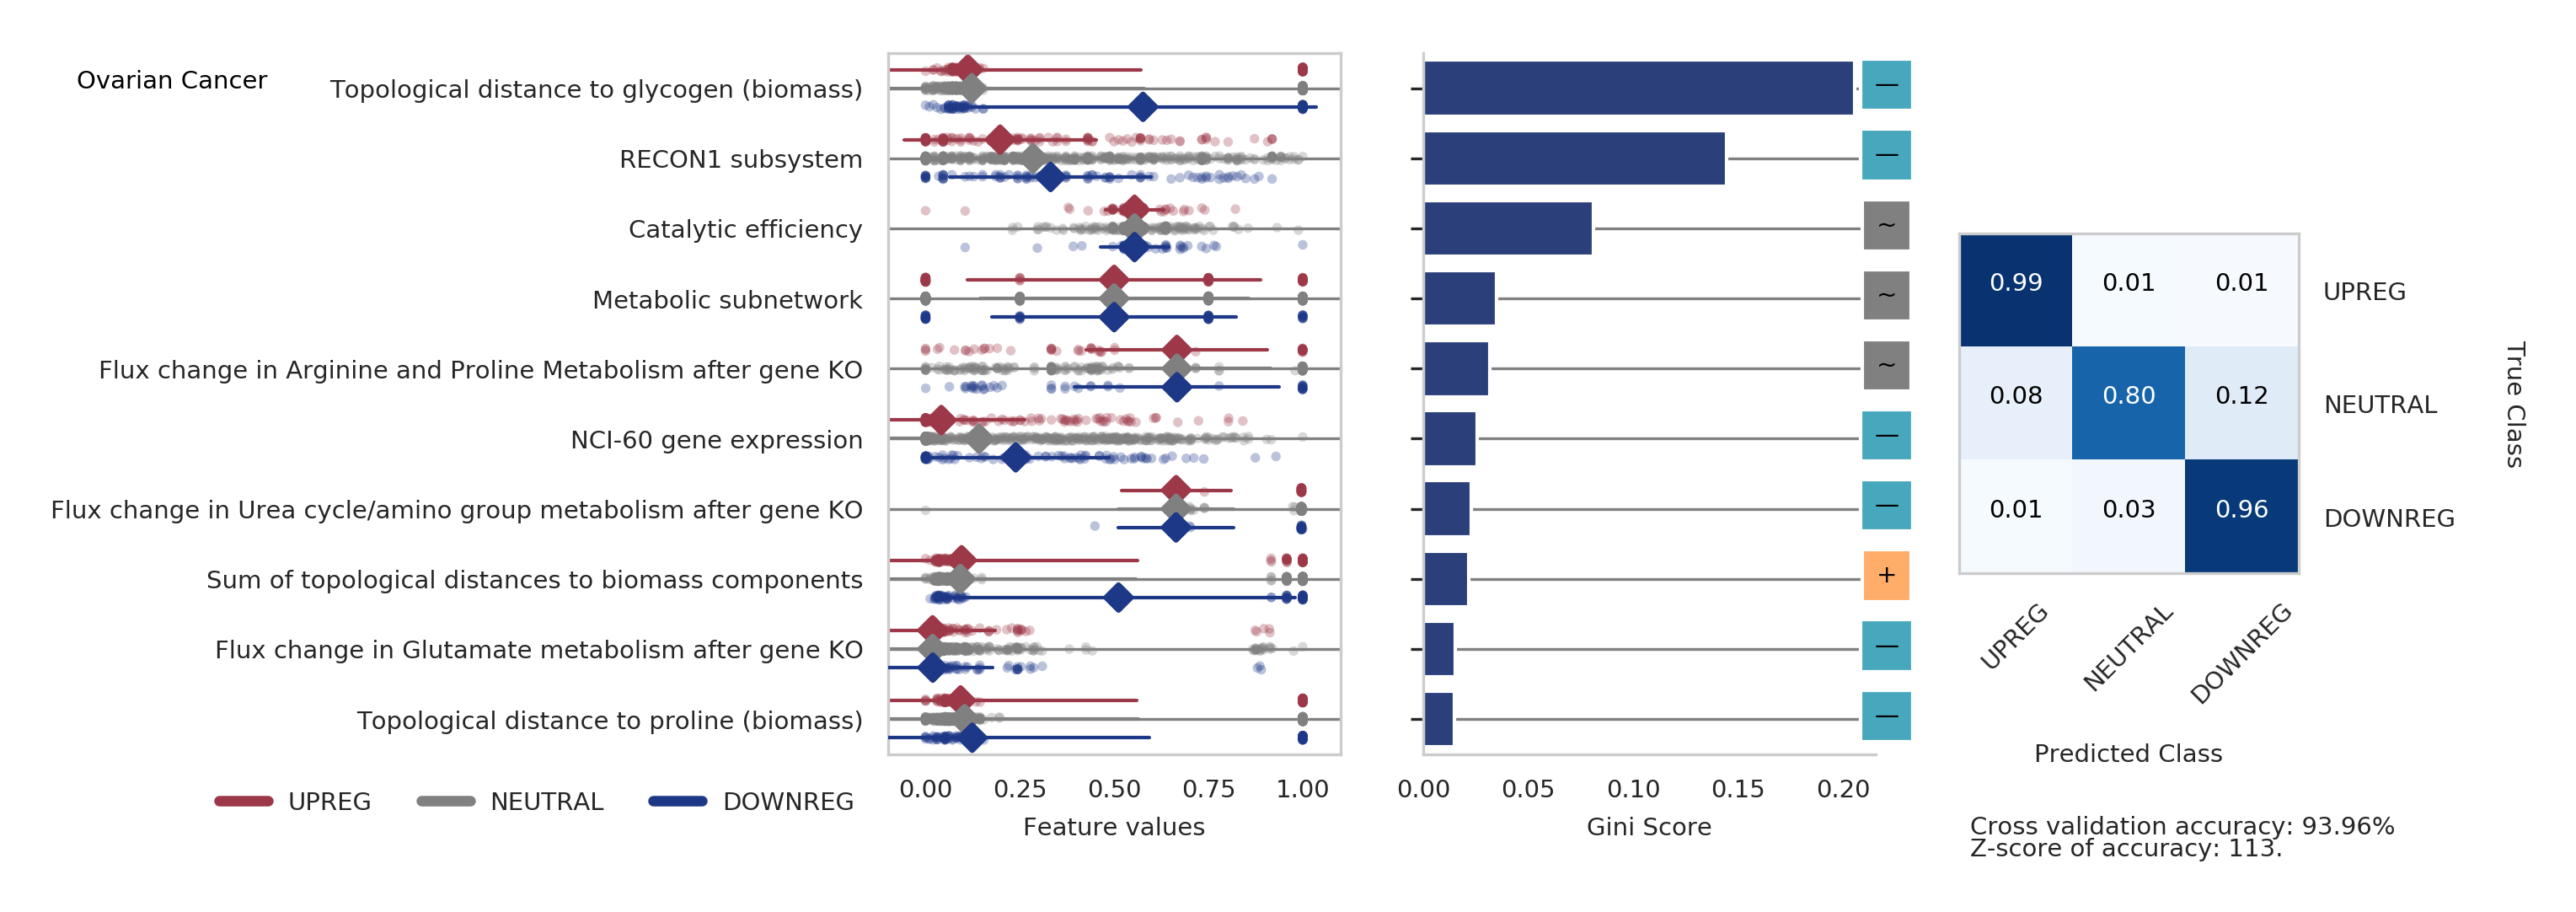 Ovarian Cancer
Topological distance to glycogen (biomass)
RECON1 subsystem
Catalytic efficiency
Metabolic subnetwork
Flux change in Arginine and Proline Metabolism after gene KO
NCI-60 gene expression
Flux change in Urea cycle/amino group metabolism after gene KO
Sum of topological distances to biomass components
Flux change in Glutamate metabolism after gene KO
Topological distance to proline (biomass)
UPREG NEUTRAL DOWNREG
0.00 0.25 0.50 0.75 1.00
Feature values
—
—
~
~
~
—
—
+
—
—
0.00 0.05 0.10 0.15 0.20
Gini Score
0.99 0.01 0.01 UPREG
0.08 0.80 0.12 NEUTRAL
0.01 0.03 0.96 DOWNREG
True Class
UPREG NEUTRAL DOWNREG
Predicted Class
Cross validation accuracy: 93.96%
Z-score of accuracy: 113.